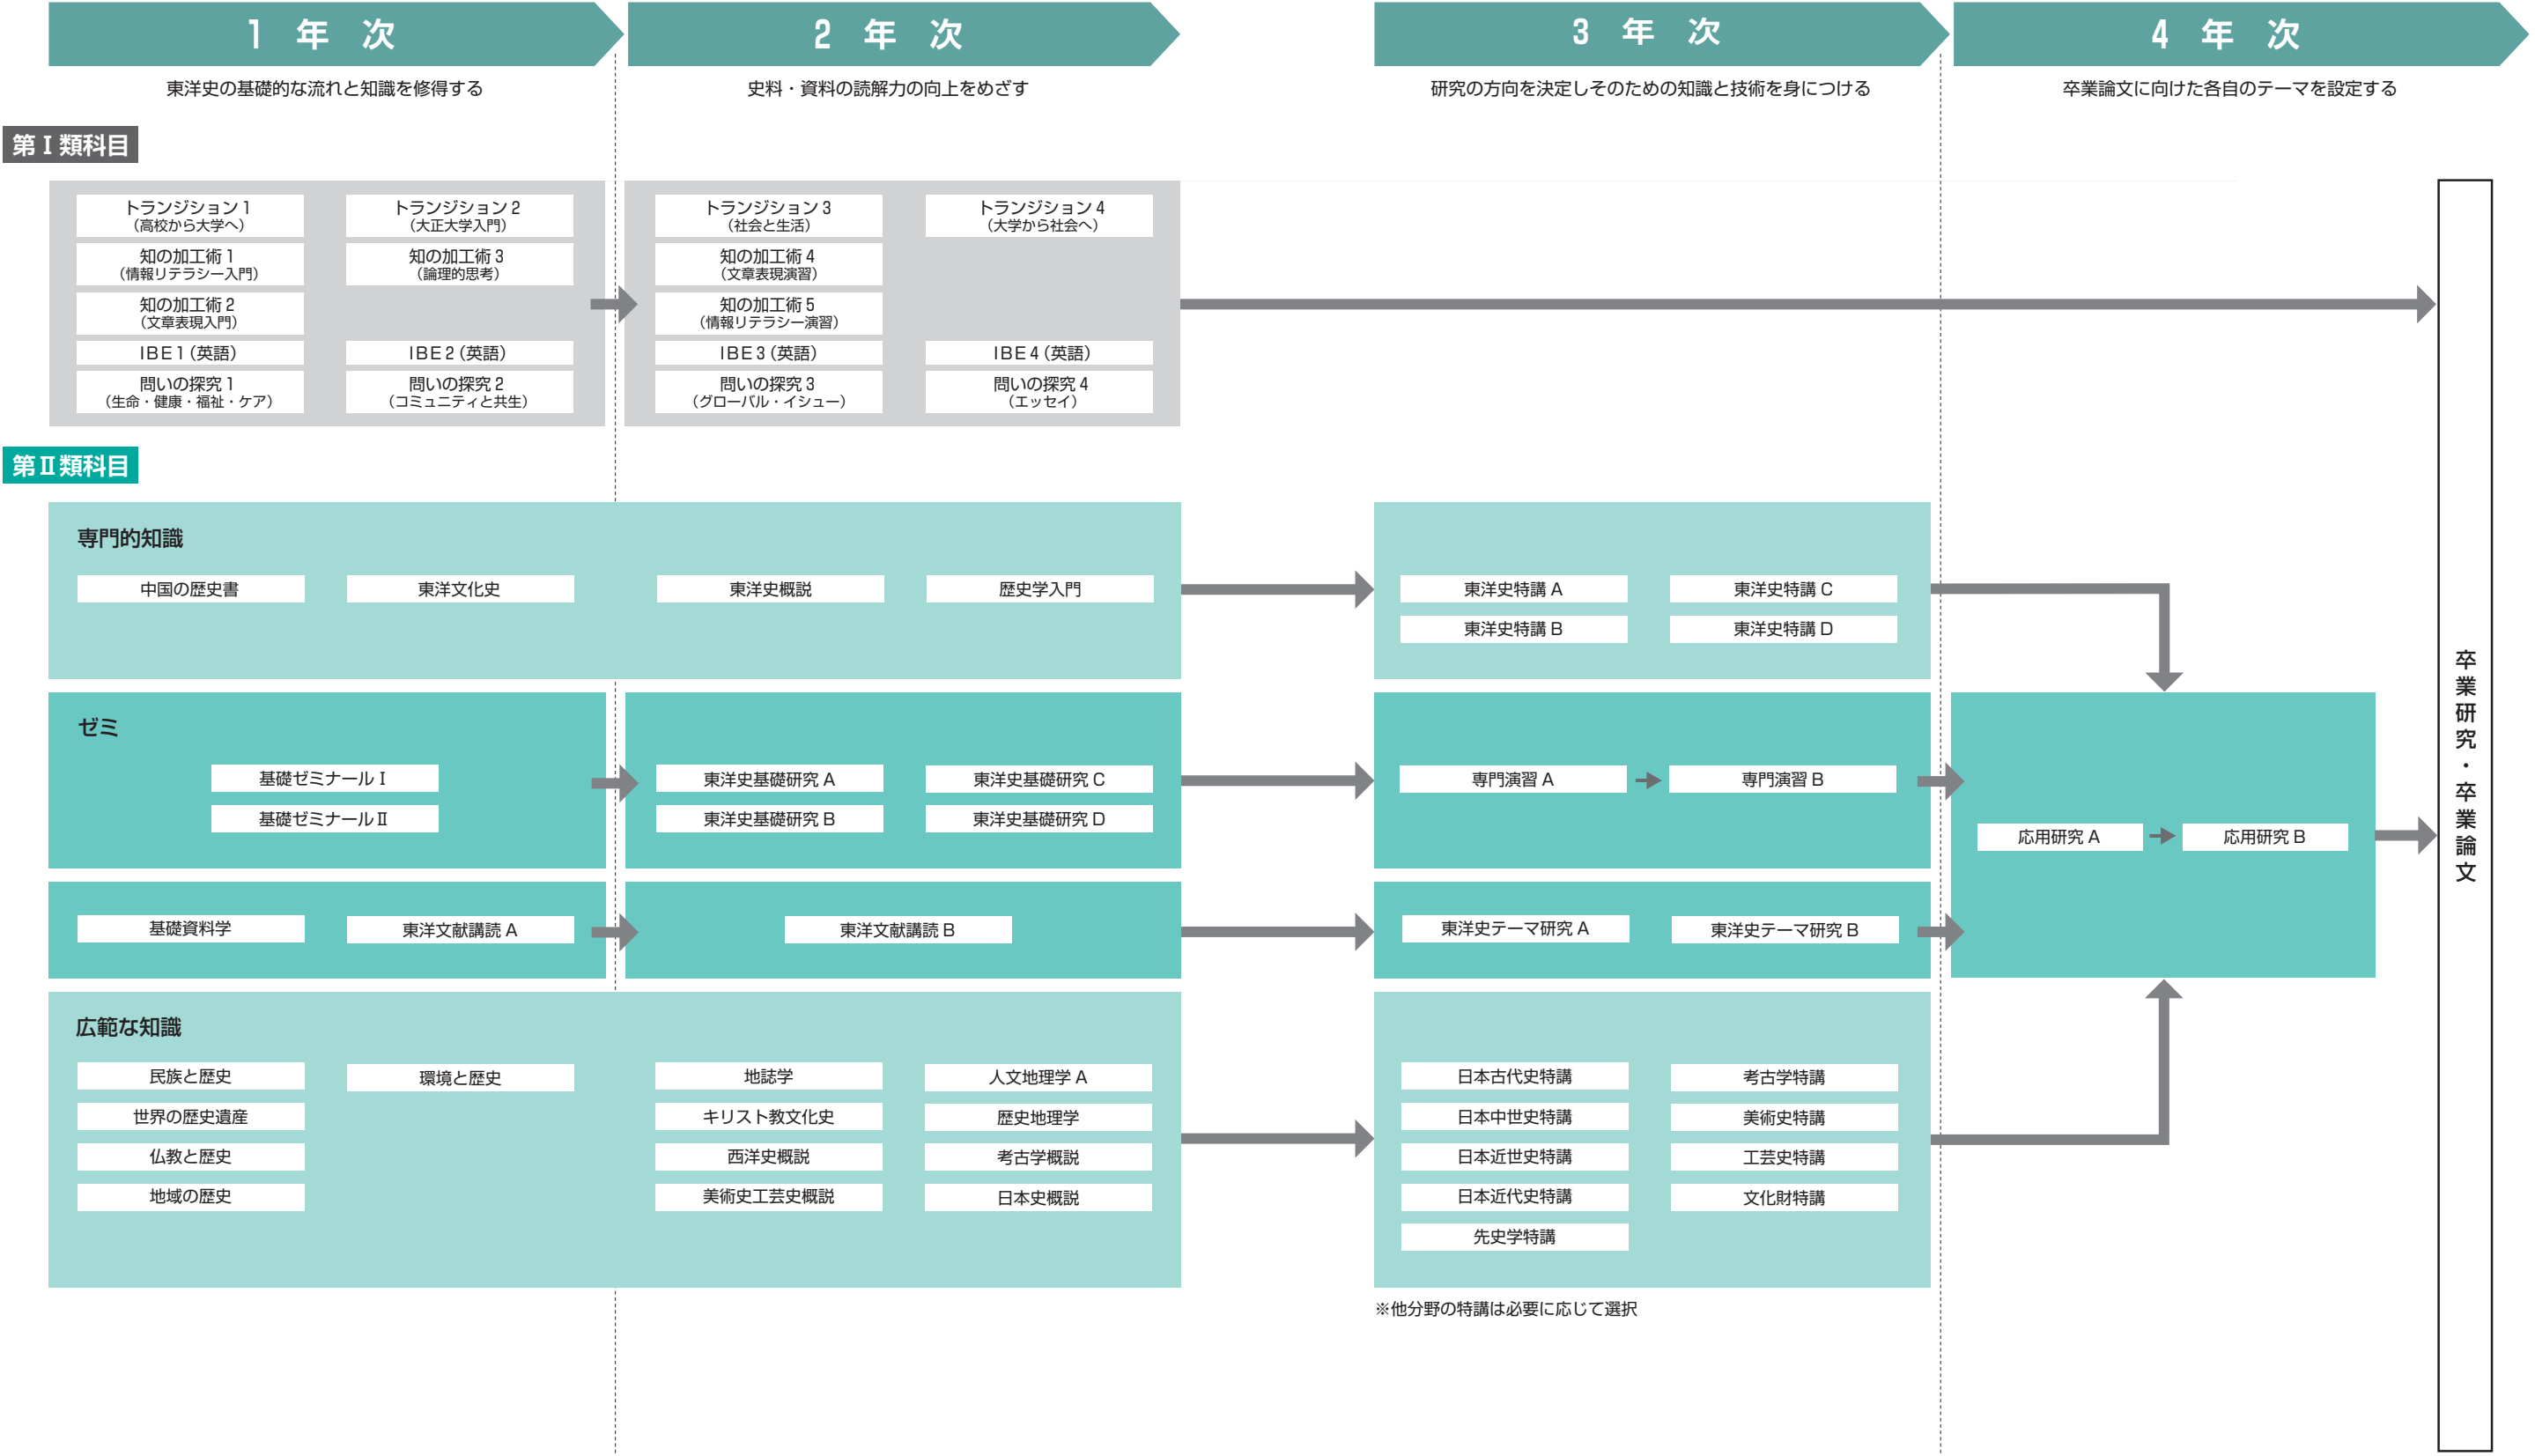 1 年 次
2 年 次
3 年 次
4 年 次
東洋史の基礎的な流れと知識を修得する
史料・資料の読解力の向上をめざす
研究の方向を決定しそのための知識と技術を身につける
卒業論文に向けた各自のテーマを設定する
第Ⅰ類科目
トランジション1
（高校から大学へ）
トランジション2
（大正大学入門）
トランジション3
（社会と生活）
トランジション4
（大学から社会へ）
知の加工術1
（情報リテラシー入門）
知の加工術3
（論理的思考）
知の加工術4
（文章表現演習）
知の加工術2
（文章表現入門）
知の加工術5
（情報リテラシー演習）
IBE1（英語）
IBE2（英語）
IBE3（英語）
IBE4（英語）
問いの探究1
（生命・健康・福祉・ケア）
問いの探究2
（コミュニティと共生）
問いの探究3
（グローバル・イシュー）
問いの探究4
（エッセイ）
第Ⅱ類科目
専門的知識
中国の歴史書
東洋文化史
東洋史概説
歴史学入門
東洋史特講A
東洋史特講C
東洋史特講B
東洋史特講D
ゼミ
基礎ゼミナールⅠ
東洋史基礎研究A
東洋史基礎研究C
専門演習A
専門演習B
基礎ゼミナールⅡ
東洋史基礎研究B
東洋史基礎研究D
応用研究A
応用研究B
基礎資料学
東洋文献講読A
東洋文献講読B
東洋史テーマ研究A
東洋史テーマ研究B
広範な知識
民族と歴史
環境と歴史
地誌学
人文地理学A
日本古代史特講
考古学特講
世界の歴史遺産
キリスト教文化史
歴史地理学
日本中世史特講
美術史特講
仏教と歴史
西洋史概説
考古学概説
日本近世史特講
工芸史特講
地域の歴史
美術史工芸史概説
日本史概説
日本近代史特講
文化財特講
先史学特講
※他分野の特講は必要に応じて選択
卒業研究・卒業論文